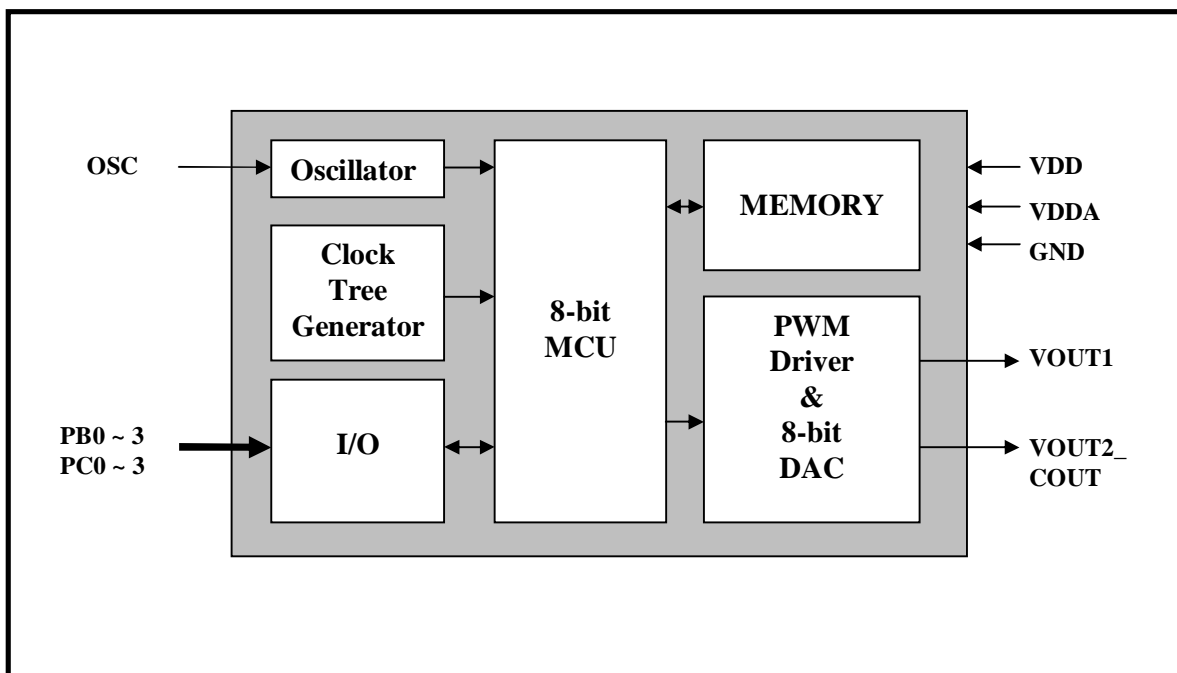 OSC
Oscillator
Clock
Tree
Generator
PB0 ~ 3
PC0 ~ 3
I/O
8-bit
MCU
MEMORY
PWM
Driver
&
8-bit
DAC
VDD
VDDA
GND
VOUT1
VOUT2_
COUT